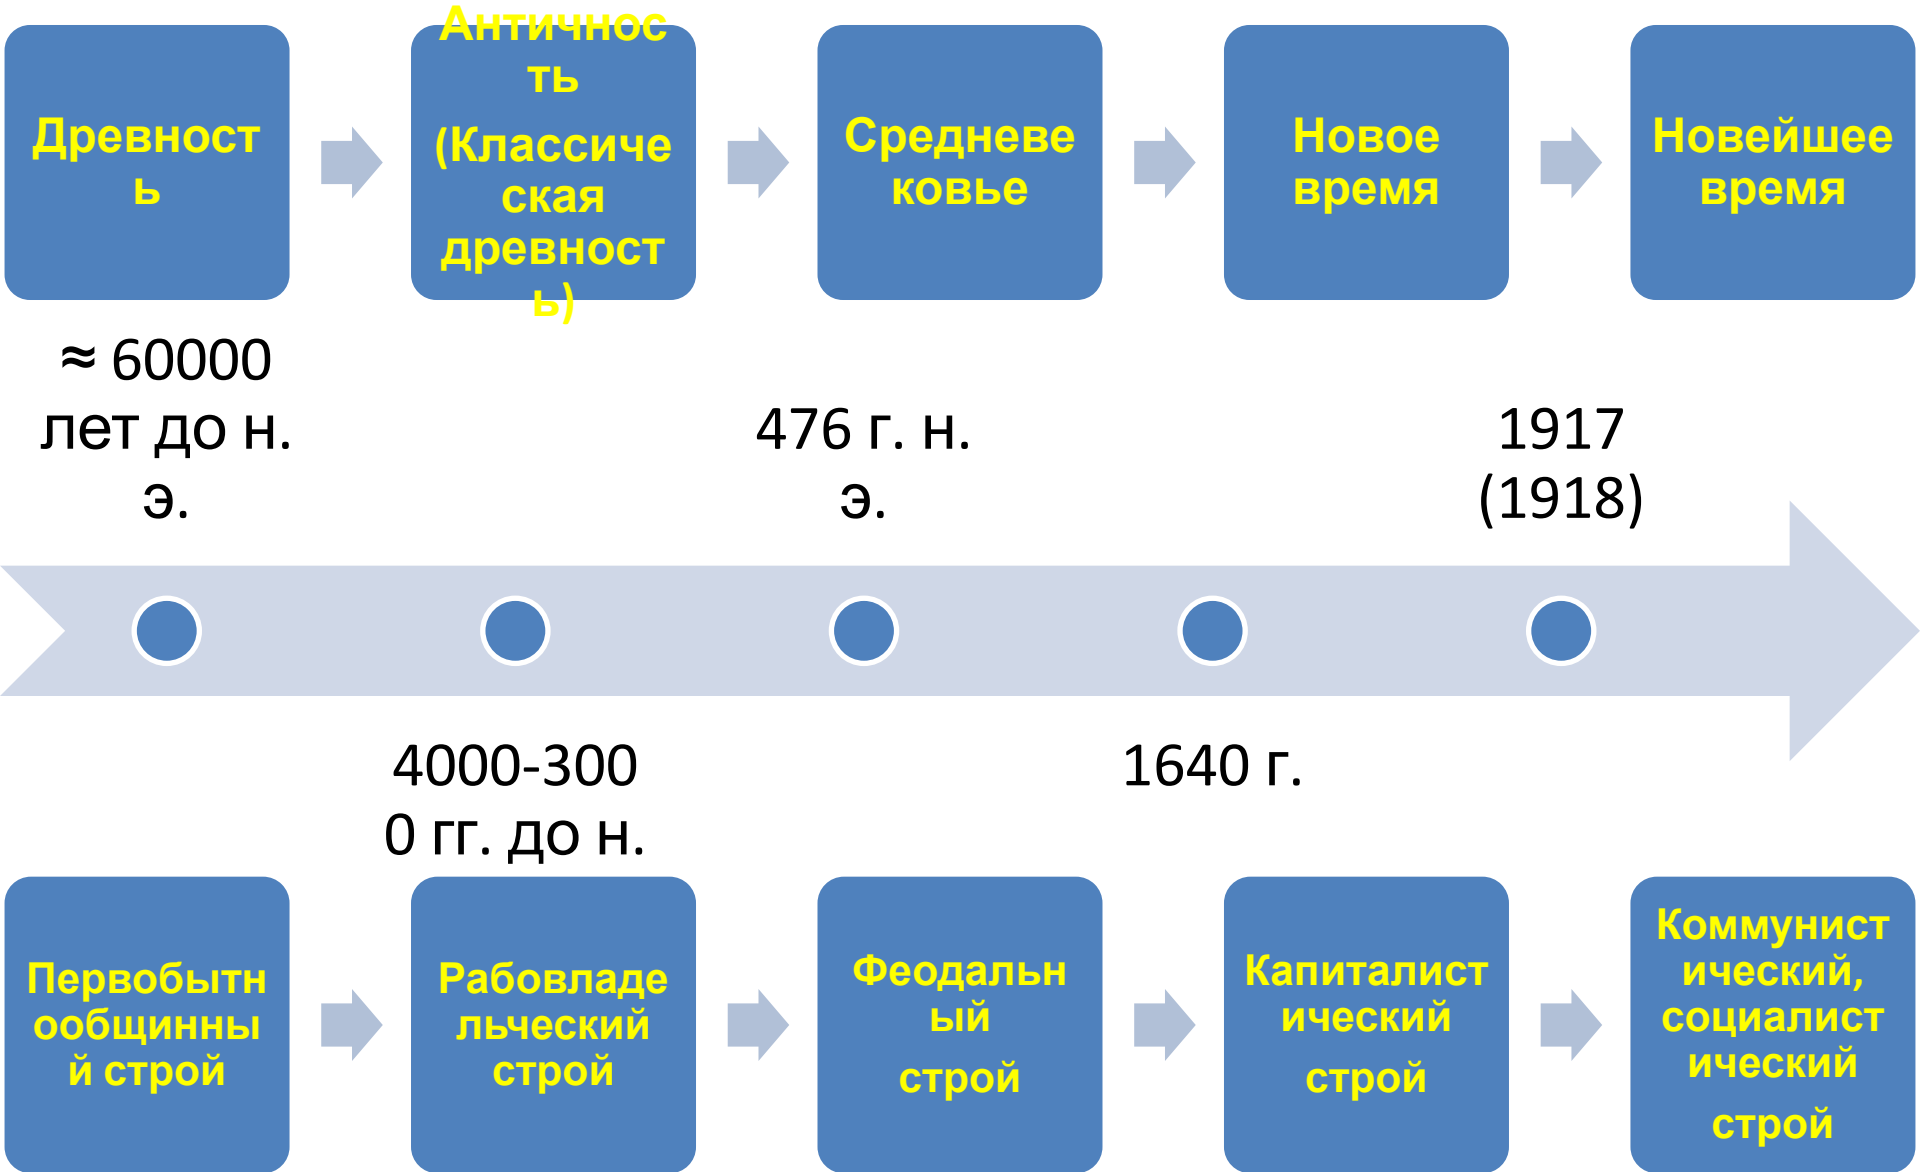 Древност
ь
Античнос
ть
(Классиче
ская
древност
ь)
Средневе
ковье
Новое
время
Новейшее
время
≈ 60000
лет до н.
э.
476 г. н.
э.
1917
(1918)
4000-300
0 гг. до н.
1640 г.
Первобытн
ообщинны
й строй
Рабовладе
льческий
строй
Феодальн
ый
строй
Капиталист
ический
строй
Коммунист
ический,
социалист
ический
строй